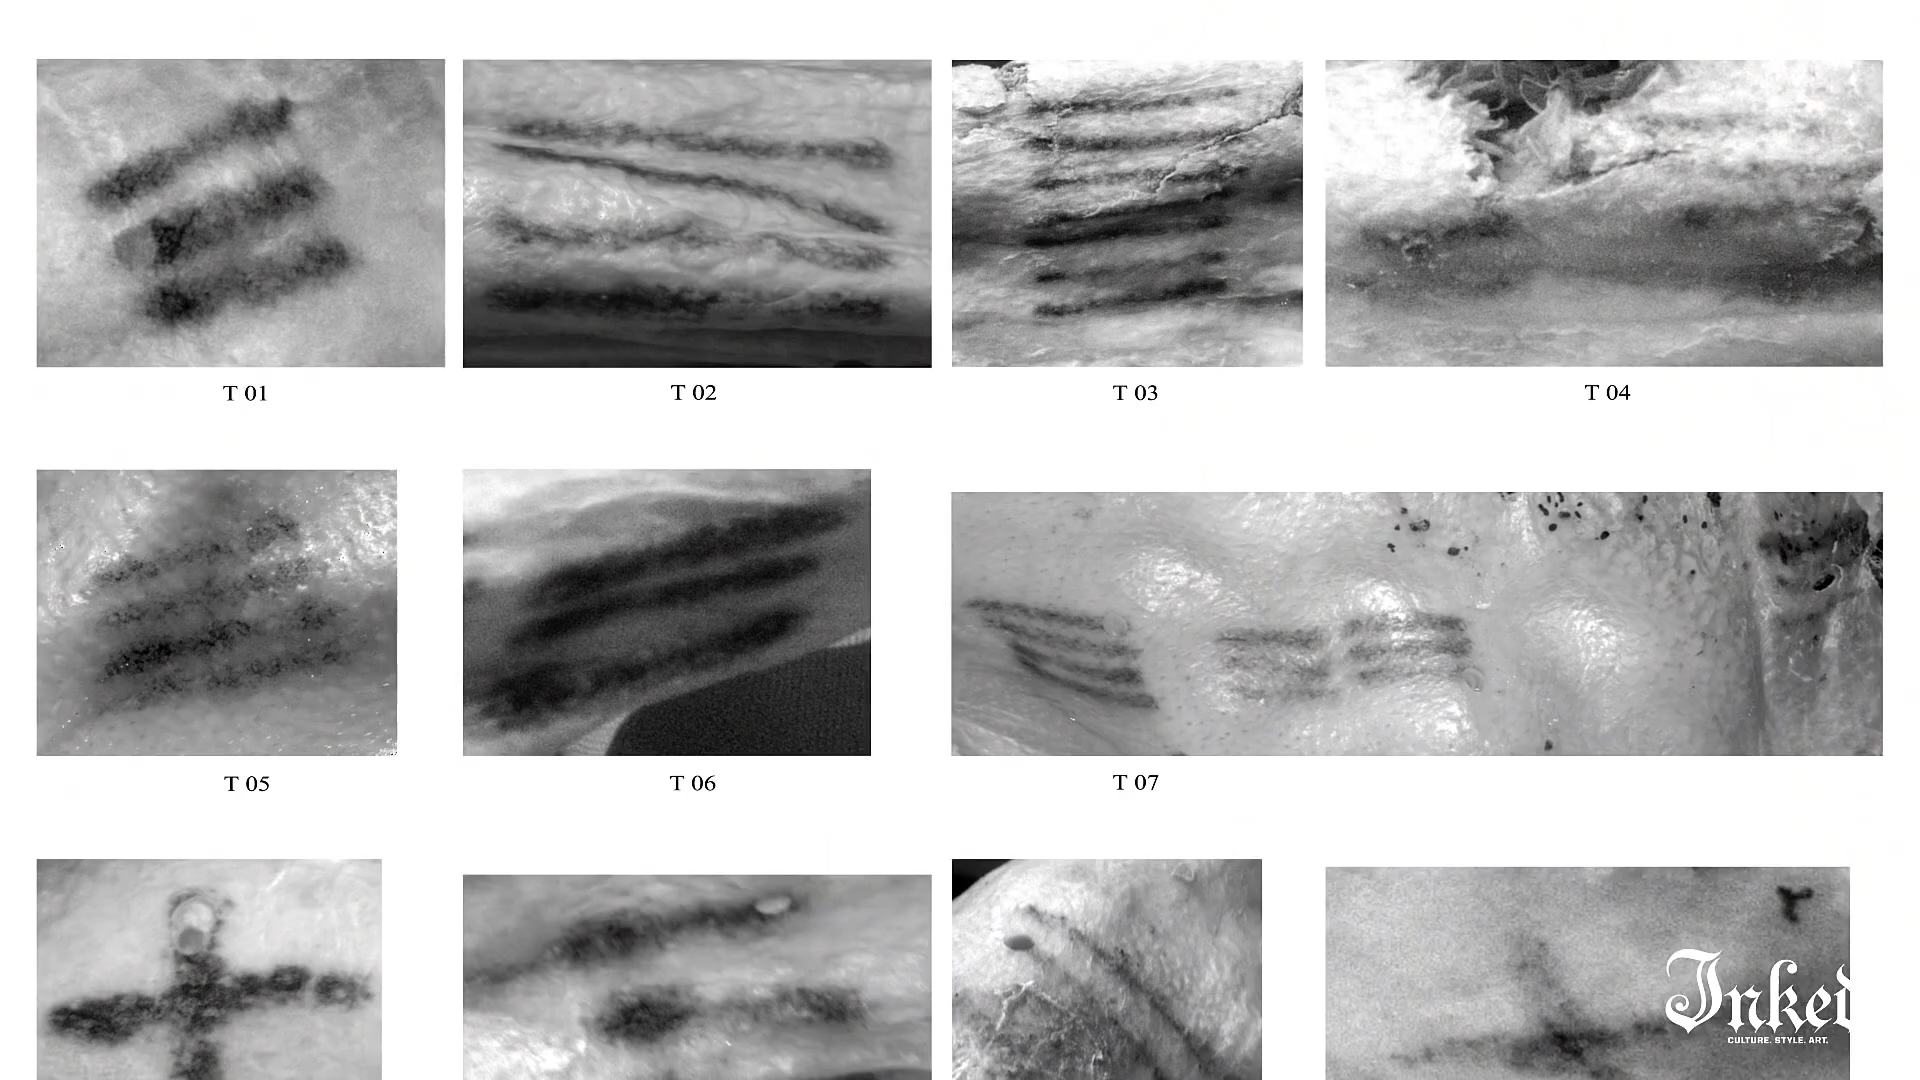 T 01
T 02
T 03
T 04
T 05
T 06
T 07
Inked
CULTURE. STYLE. ART.